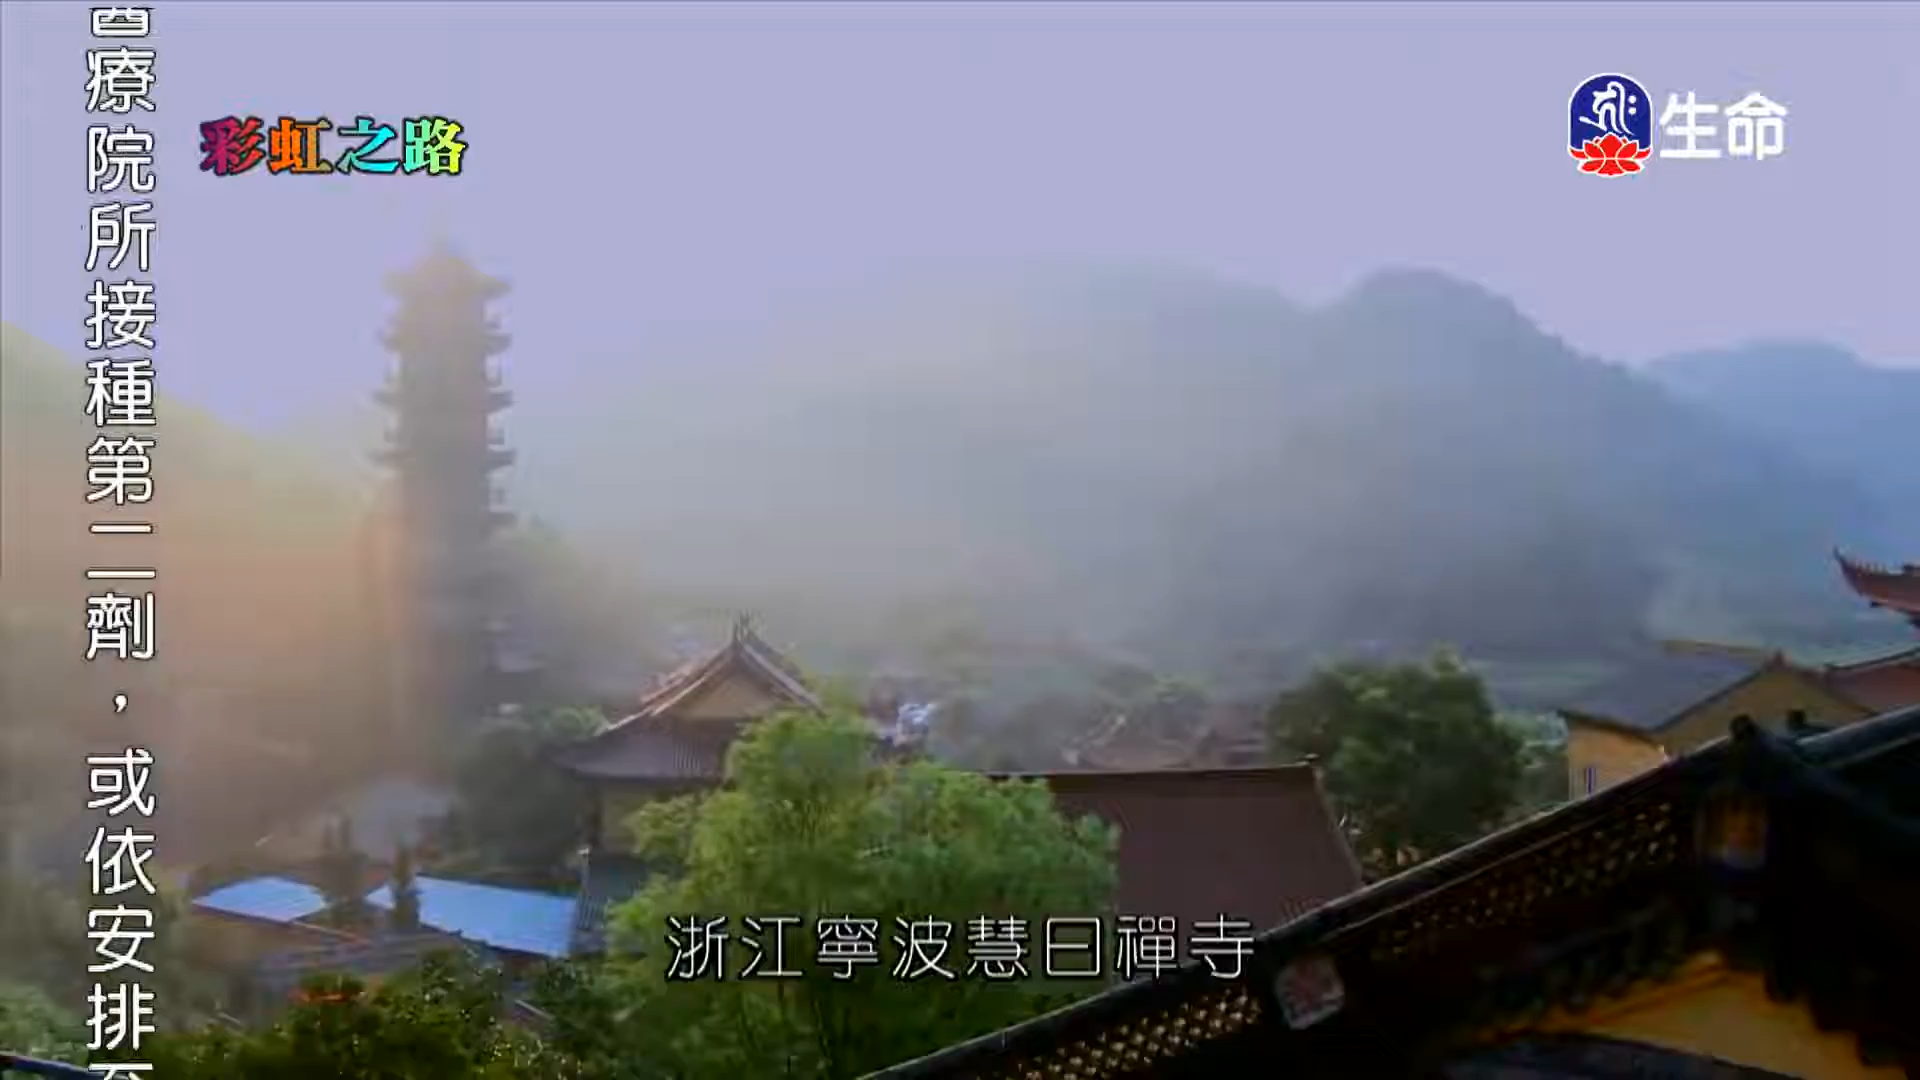 療院所接種第二劑，或依安排
彩虹之路
生命
浙江寧波慧日禪寺